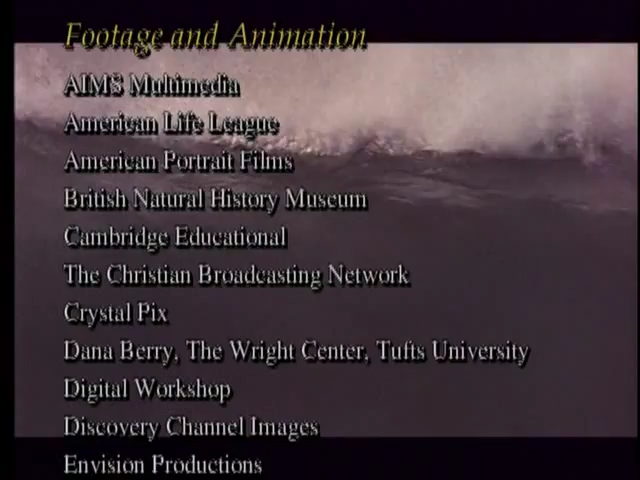 Footage and Animation
AIMS Multimedia
American Life League
American Portrait Films
British Natural History Museum
Cambridge Educational
The Christian Broadcasting Network
Crystal Pix
Dana Berry, The Wright Center, Tufts University
Digital Workshop
Discovery Channel Images
Envision Productions